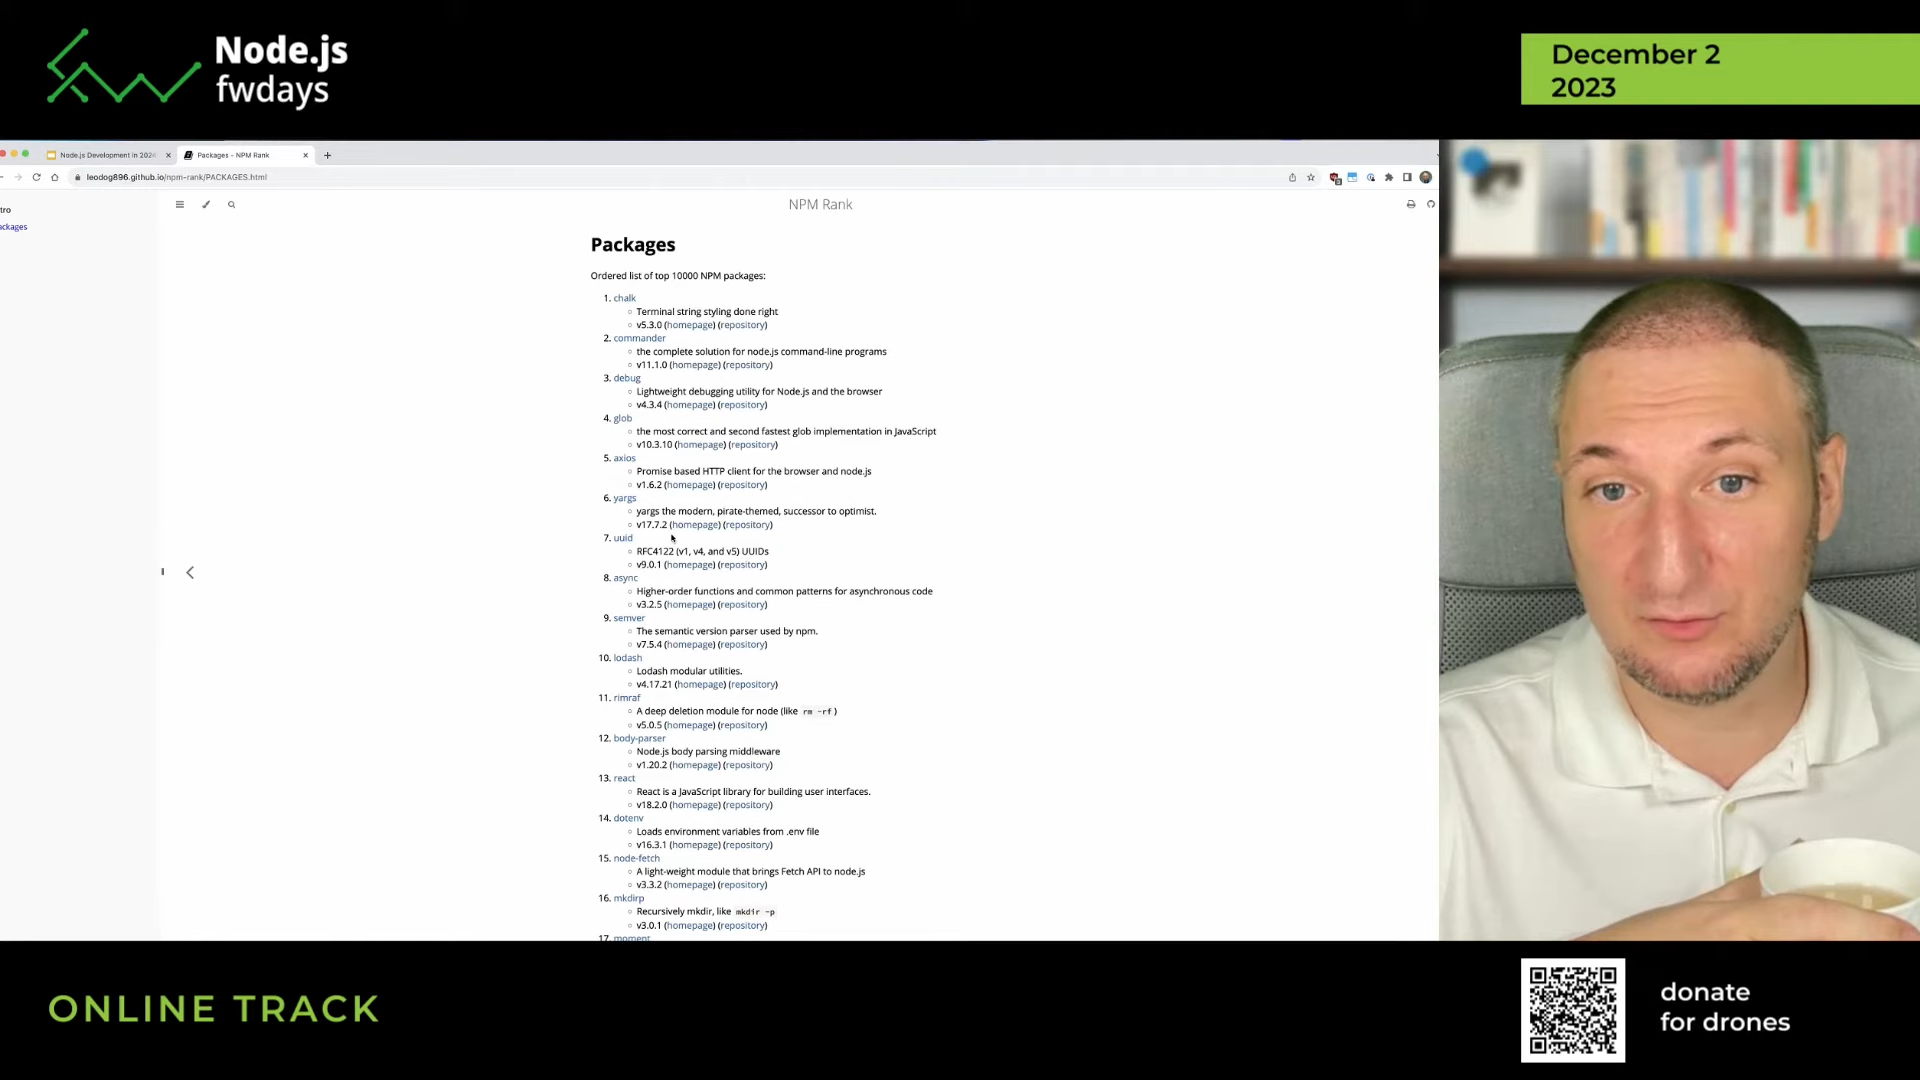 Node.js
fwdays
December 2
2023
Node.js Development in 2024
Packages - NPM Rank
leodog896.github.io/npm-rank/PACKAGES.html
tro
ackages
NPM Rank
Packages
Ordered list of top 10000 NPM packages:
1. chalk
Terminal string styling done right
v5.3.0 (homepage) (repository)
2. commander
the complete solution for node.js command-line programs
v11.1.0 (homepage) (repository)
3. debug
Lightweight debugging utility for Node.js and the browser
v4.3.4 (homepage) (repository)
4. glob
the most correct and second fastest glob implementation in JavaScript
v10.3.10 (homepage) (repository)
5. axios
Promise based HTTP client for the browser and node.js
v1.6.2 (homepage) (repository)
6. yargs
yargs the modern, pirate-themed, successor to optimist.
v17.7.2 (homepage) (repository)
7. uuid
RFC4122 (v1, v4, and v5) UUIDs
v9.0.1 (homepage) (repository)
8. async
Higher-order functions and common patterns for asynchronous code
v3.2.5 (homepage) (repository)
9. semver
The semantic version parser used by npm.
v7.5.4 (homepage) (repository)
10. lodash
Lodash modular utilities.
v4.17.21 (homepage) (repository)
11. rimraf
A deep deletion module for node (like rm -rf)
v5.0.5 (homepage) (repository)
12. body-parser
Node.js body parsing middleware
v1.20.2 (homepage) (repository)
13. react
React is a JavaScript library for building user interfaces.
v18.2.0 (homepage) (repository)
14. dotenv
Loads environment variables from .env file
v16.3.1 (homepage) (repository)
15. node-fetch
A light-weight module that brings Fetch API to node.js
v3.3.2 (homepage) (repository)
16. mkdirp
Recursively mkdir, like mkdir -p
v3.0.1 (homepage) (repository)
17. moment
ONLINE TRACK
donate
for drones